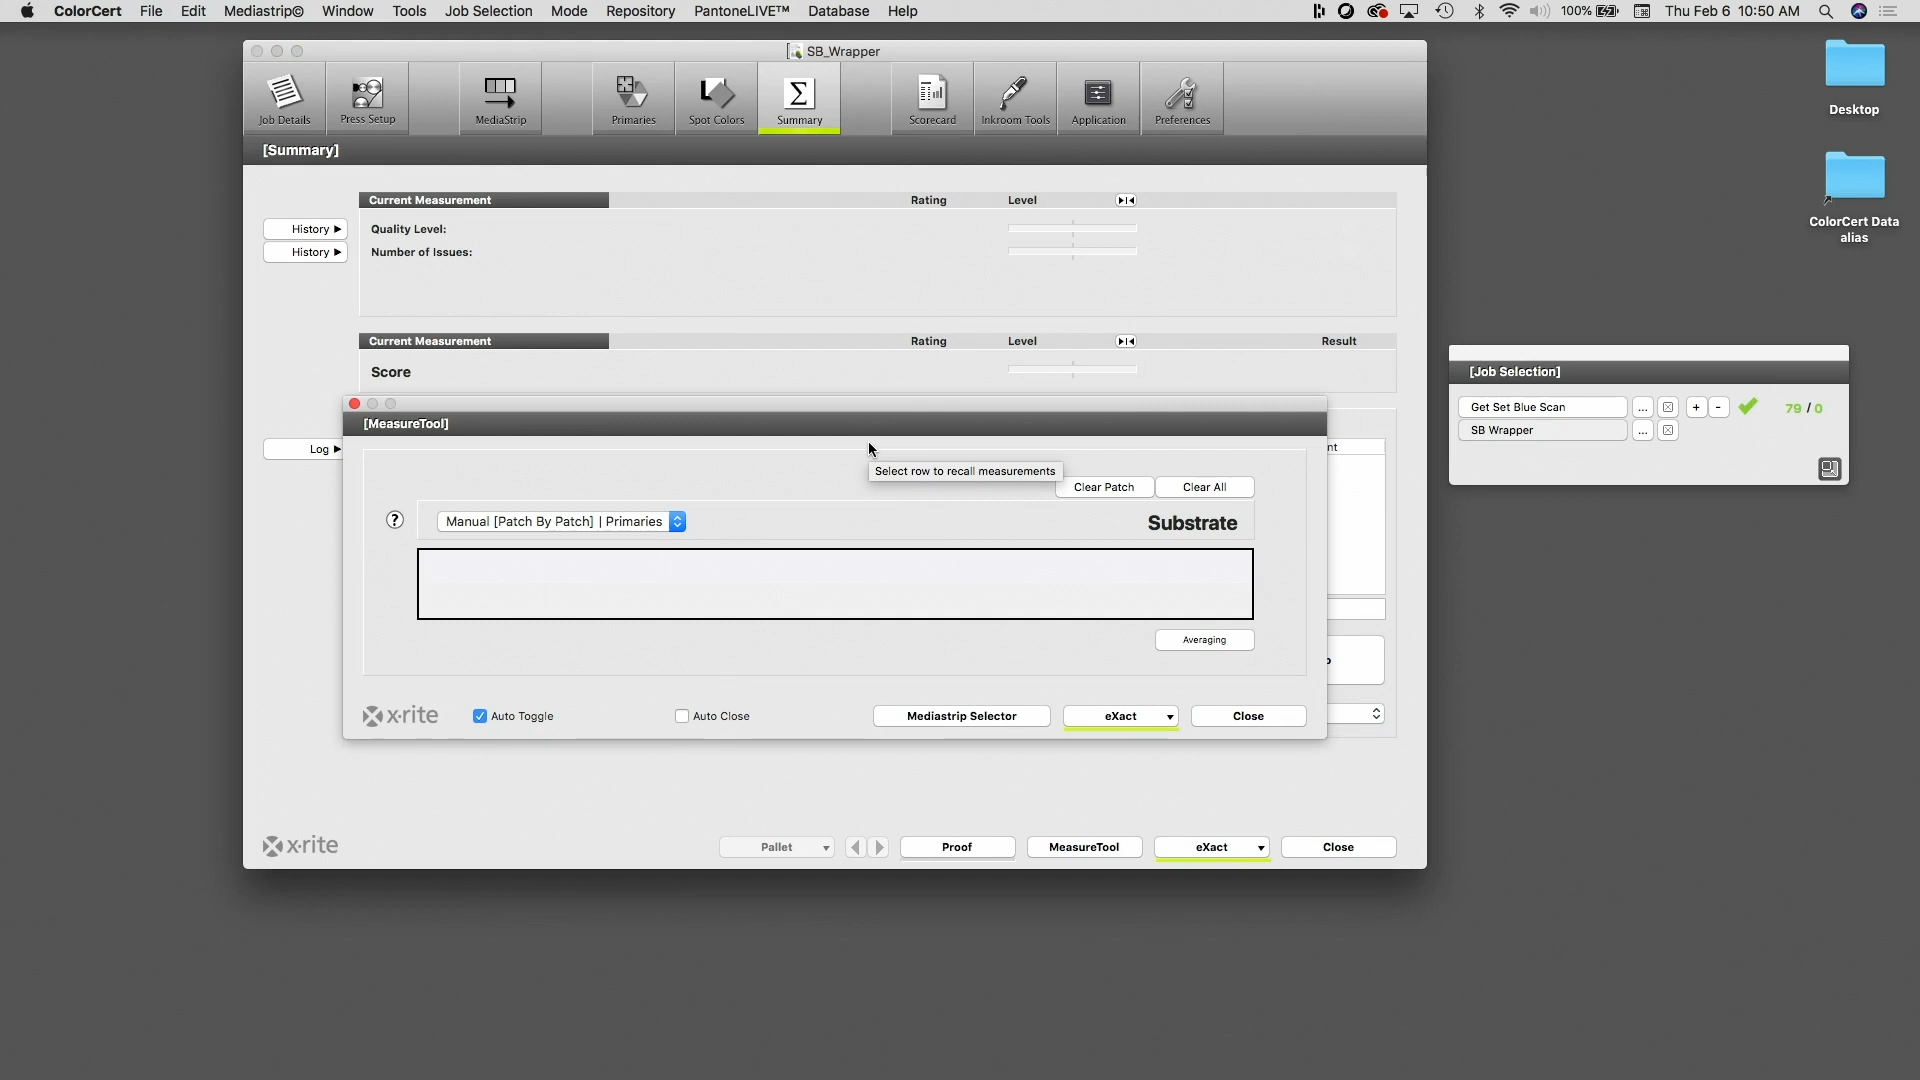 ColorCert File Edit Mediastrip© Window Tools Job Selection Mode Repository PantoneLIVE™ Database Help 100% Thu Feb 6 10:50 AM
SB_Wrapper
Job Details Press Setup MediaStrip Primaries Spot Colors Summary Scorecard Inkroom Tools Application Preferences
[Summary]
Current Measurement Rating Level
History ▶ Quality Level:
History ▶ Number of Issues:
Current Measurement Rating Level Result
Score
[MeasureTool]
Log ▶
nt
Select row to recall measurements
Clear Patch Clear All
? Manual [Patch By Patch] | Primaries Substrate
Averaging
x·rite Auto Toggle Auto Close Mediastrip Selector eXact Close
x·rite Pallet Proof MeasureTool eXact Close
Desktop
ColorCert Data
alias
[Job Selection]
Get Set Blue Scan ... + - 79 / 0
SB Wrapper ...